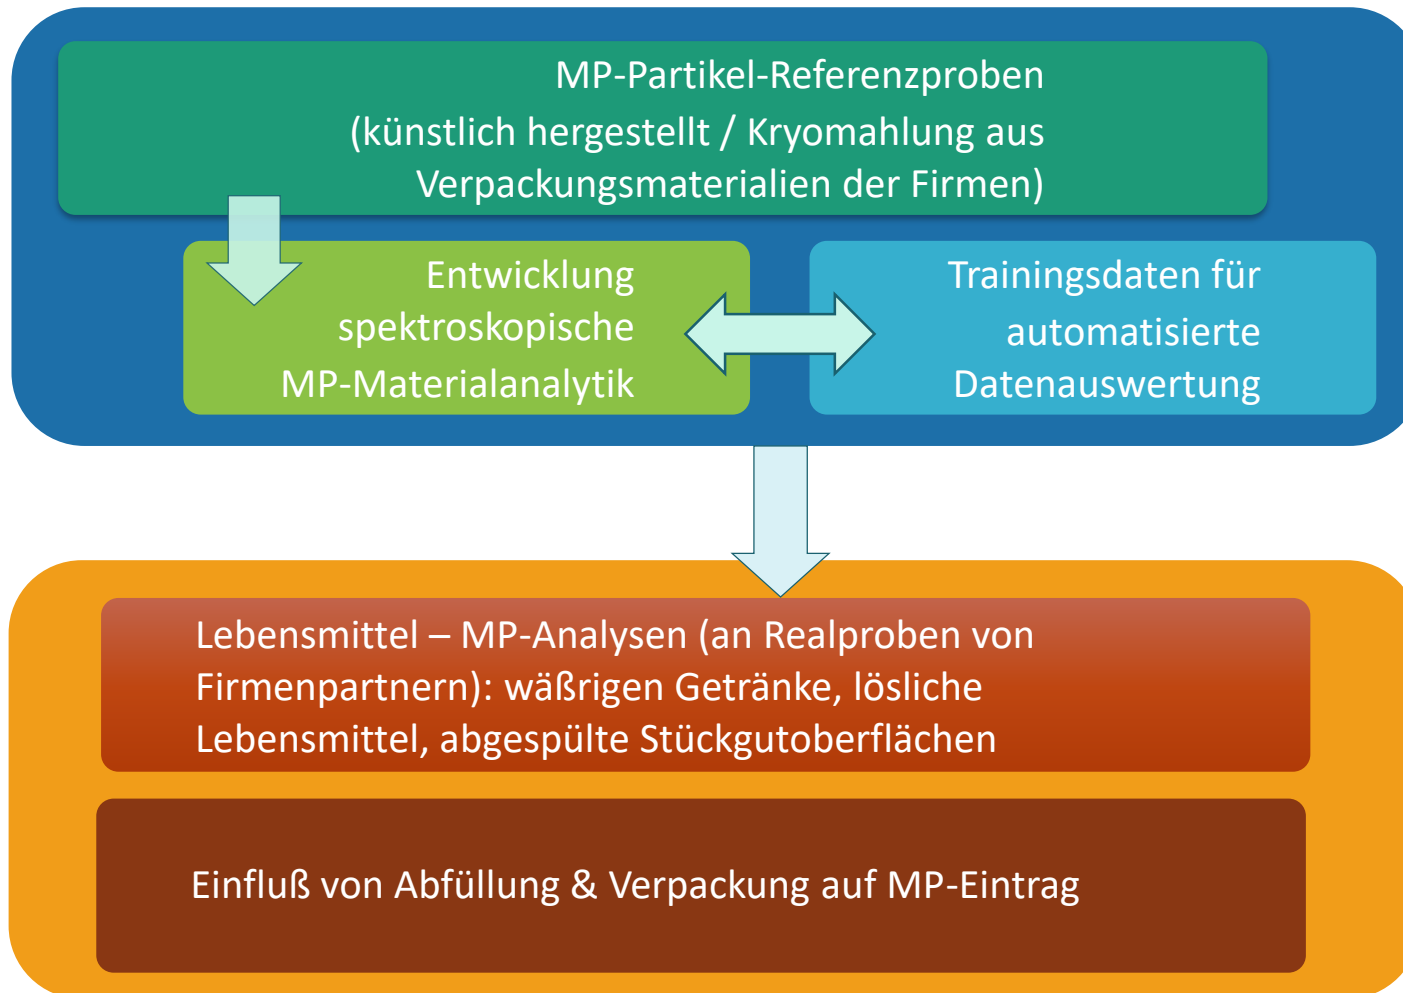 MP-Partikel-Referenzproben
(künstlich hergestellt / Kryomahlung aus
Verpackungsmaterialien der Firmen)
Entwicklung
spektroskopische
MP-Materialanalytik
Trainingsdaten für
automatisierte
Datenauswertung
Lebensmittel – MP-Analysen (an Realproben von
Firmenpartnern): wäßrigen Getränke, lösliche
Lebensmittel, abgespülte Stückgutoberflächen
Einfluß von Abfüllung & Verpackung auf MP-Eintrag